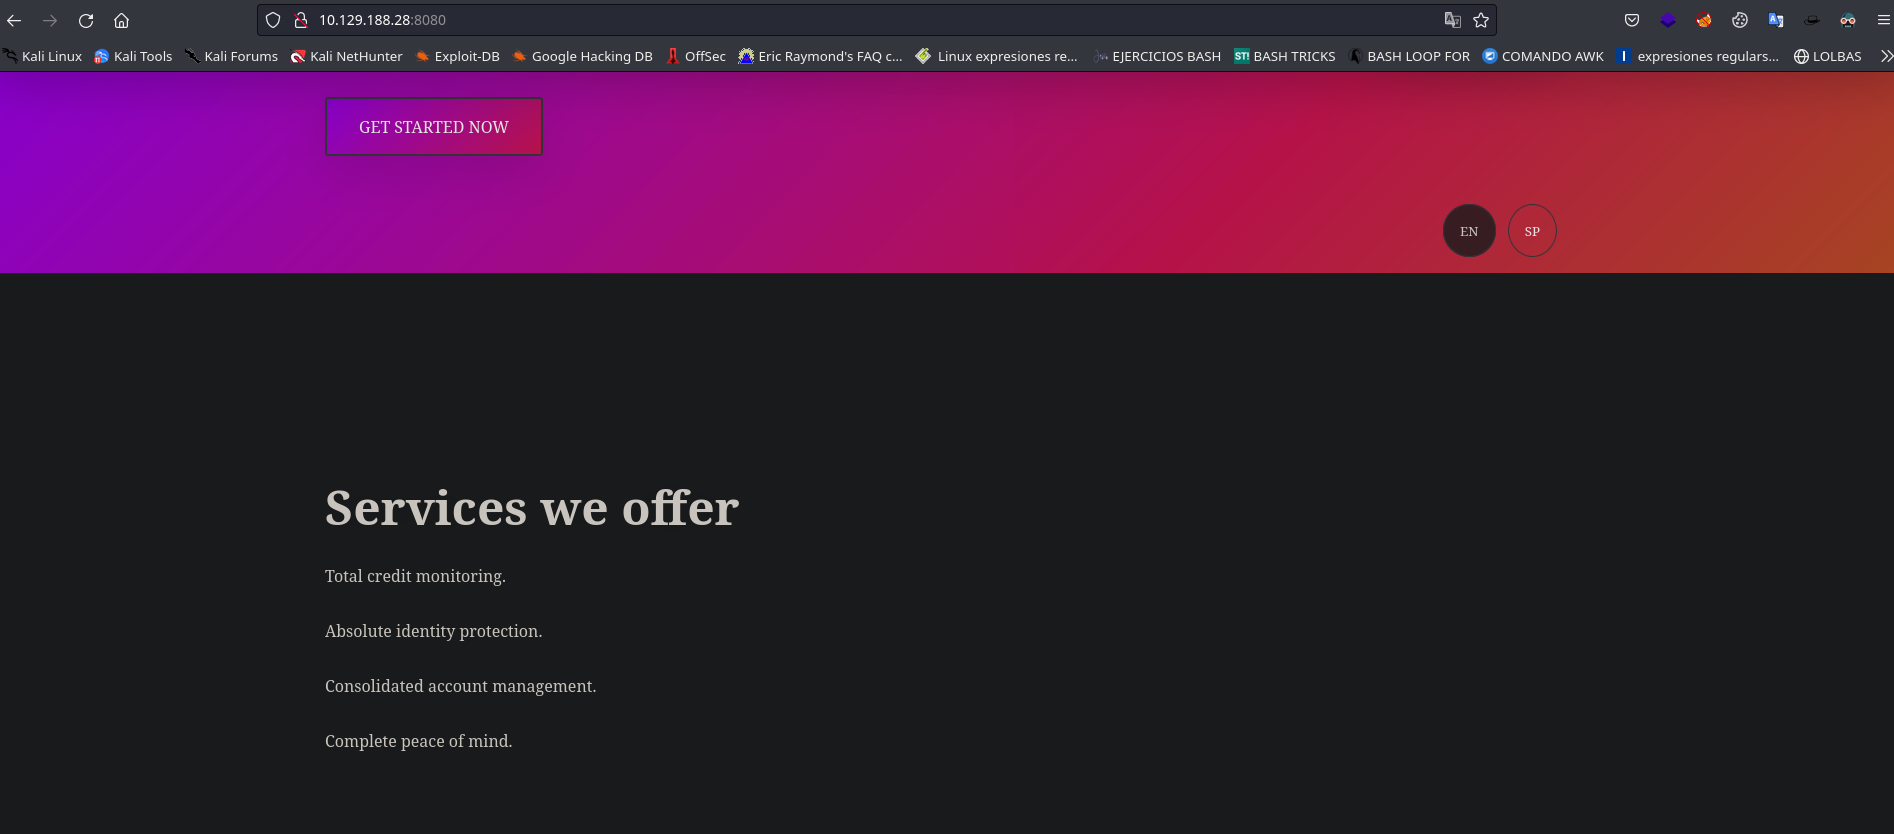 10.129.188.28:8080
Kali Linux Kali Tools Kali Forums Kali NetHunter Exploit-DB Google Hacking DB OffSec Eric Raymond's FAQ c... Linux expresiones re... EJERCICIOS BASH BASH TRICKS BASH LOOP FOR COMANDO AWK expresiones regulars... LOLBAS
GET STARTED NOW
EN SP
Services we offer
Total credit monitoring.
Absolute identity protection.
Consolidated account management.
Complete peace of mind.